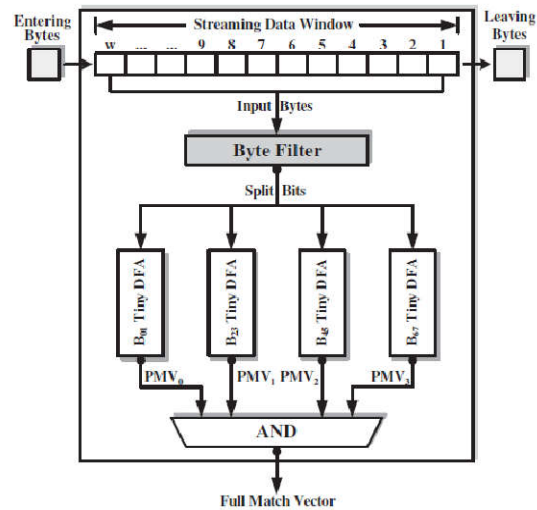 Entering
Bytes
Streaming Data Window
Leaving
Bytes
w ... ... 9 8 7 6 5 4 3 2 1
Input Bytes
Byte Filter
Split Bits
B01 Tiny DFA
B23 Tiny DFA
B45 Tiny DFA
B67 Tiny DFA
PMV0 PMV1 PMV2 PMV3
AND
Full Match Vector